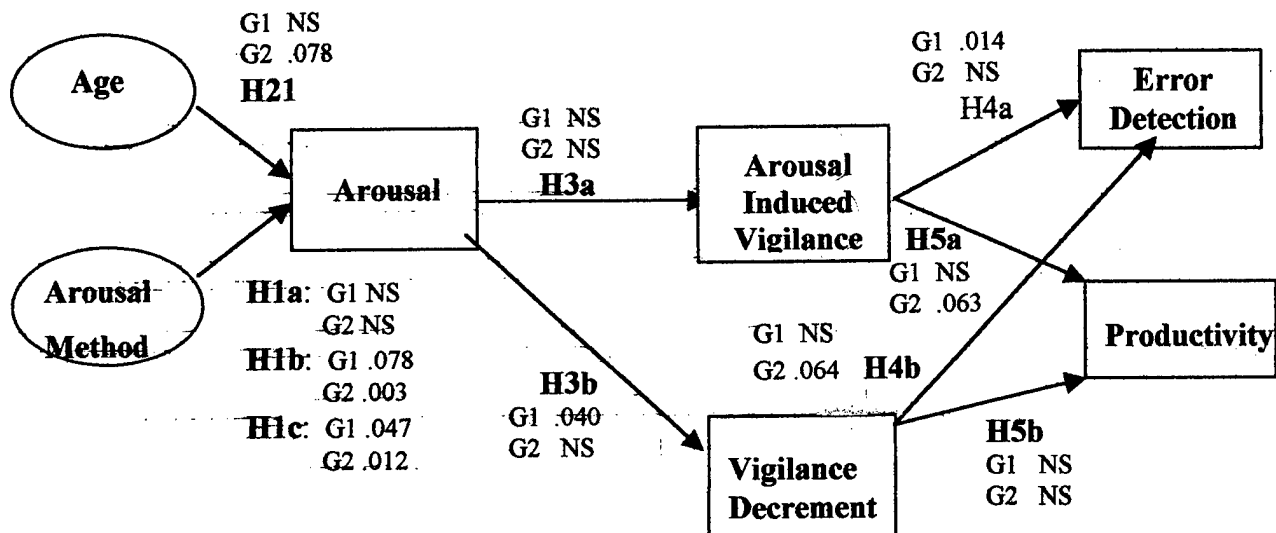 G1 NS
G2 .078
H21
Age
G1 NS
G2 NS
H3a
G1 .014
G2 NS
H4a
Error
Detection
Arousal
Arousal
Induced
Vigilance
H5a
G1 NS
G2 .063
Arousal
Method
H1a: G1 NS
G2 NS
H1b: G1 .078
G2 .003
H1c: G1 .047
G2 .012
H3b
G1 .040
G2 NS
G1 NS
G2 .064 H4b
Productivity
Vigilance
Decrement
H5b
G1 NS
G2 NS